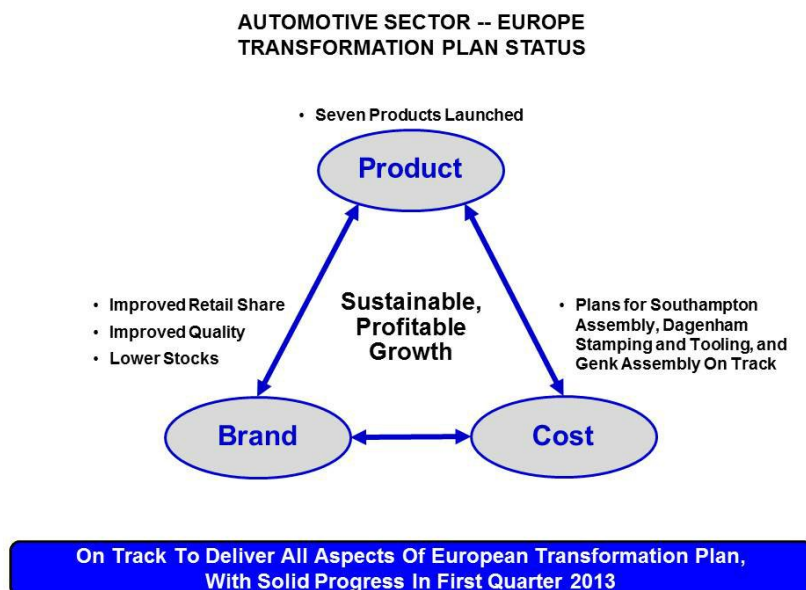 AUTOMOTIVE SECTOR -- EUROPE
TRANSFORMATION PLAN STATUS
• Seven Products Launched
Product
• Improved Retail Share
• Improved Quality
• Lower Stocks
Sustainable,
Profitable
Growth
• Plans for Southampton
Assembly, Dagenham
Stamping and Tooling, and
Genk Assembly On Track
Brand
Cost
On Track To Deliver All Aspects Of European Transformation Plan,
With Solid Progress In First Quarter 2013